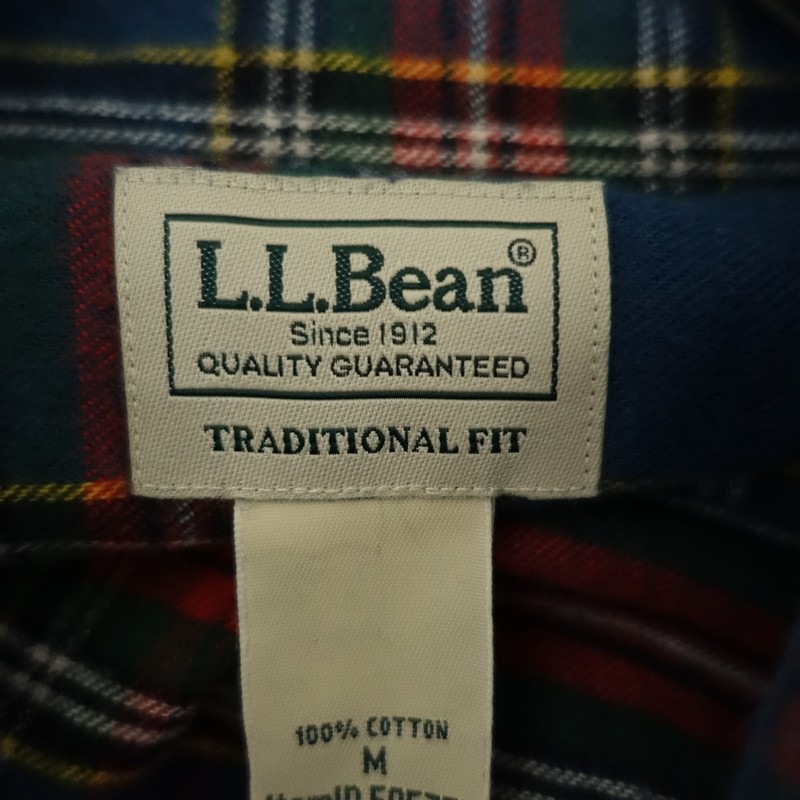 L.L.Bean®
Since 1912
QUALITY GUARANTEED
TRADITIONAL FIT
100% COTTON
M